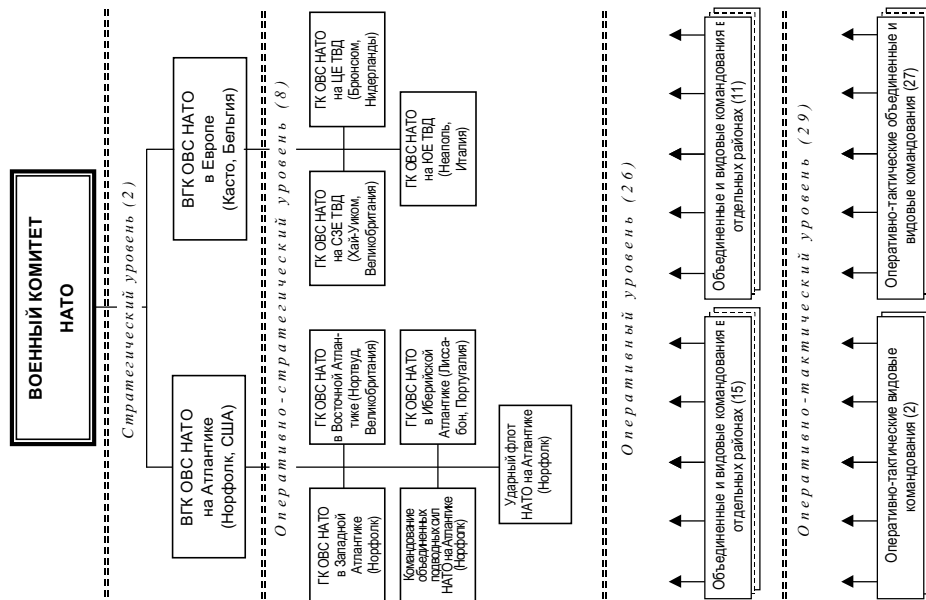 ВОЕННЫЙ КОМИТЕТ
НАТО
Стратегический уровень (2)
ВГК ОВС НАТО
на Атлантике
(Норфолк, США)
ВГК ОВС НАТО
в Европе
(Касто, Бельгия)
Оперативно-стратегический уровень (8)
ГК ОВС НАТО
в Западной
Атлантике
(Норфолк)
ГК ОВС НАТО
в Восточной Атлан-
тике (Нортвуд,
Великобритания)
ГК ОВС НАТО
на СЗЕ ТВД
(Хай-Уиком,
Великобритания)
ГК ОВС НАТО
на ЦЕ ТВД
(Брюнсюм,
Нидерланды)
Командование
объединенных
подводных сил
НАТО на Атлантике
(Норфолк)
ГК ОВС НАТО
в Иберийской
Атлантике (Лисса-
бон, Португалия)
ГК ОВС НАТО
на ЮЕ ТВД
(Неаполь,
Италия)
Ударный флот
НАТО на Атлантике
(Норфолк)
Оперативный уровень (26)
Объединенные и видовые командования в
отдельных районах (15)
Объединенные и видовые командования в
отдельных районах (11)
Оперативно-тактический уровень (29)
Оперативно-тактические видовые
командования (2)
Оперативно-тактические объединенные и
видовые командования (27)